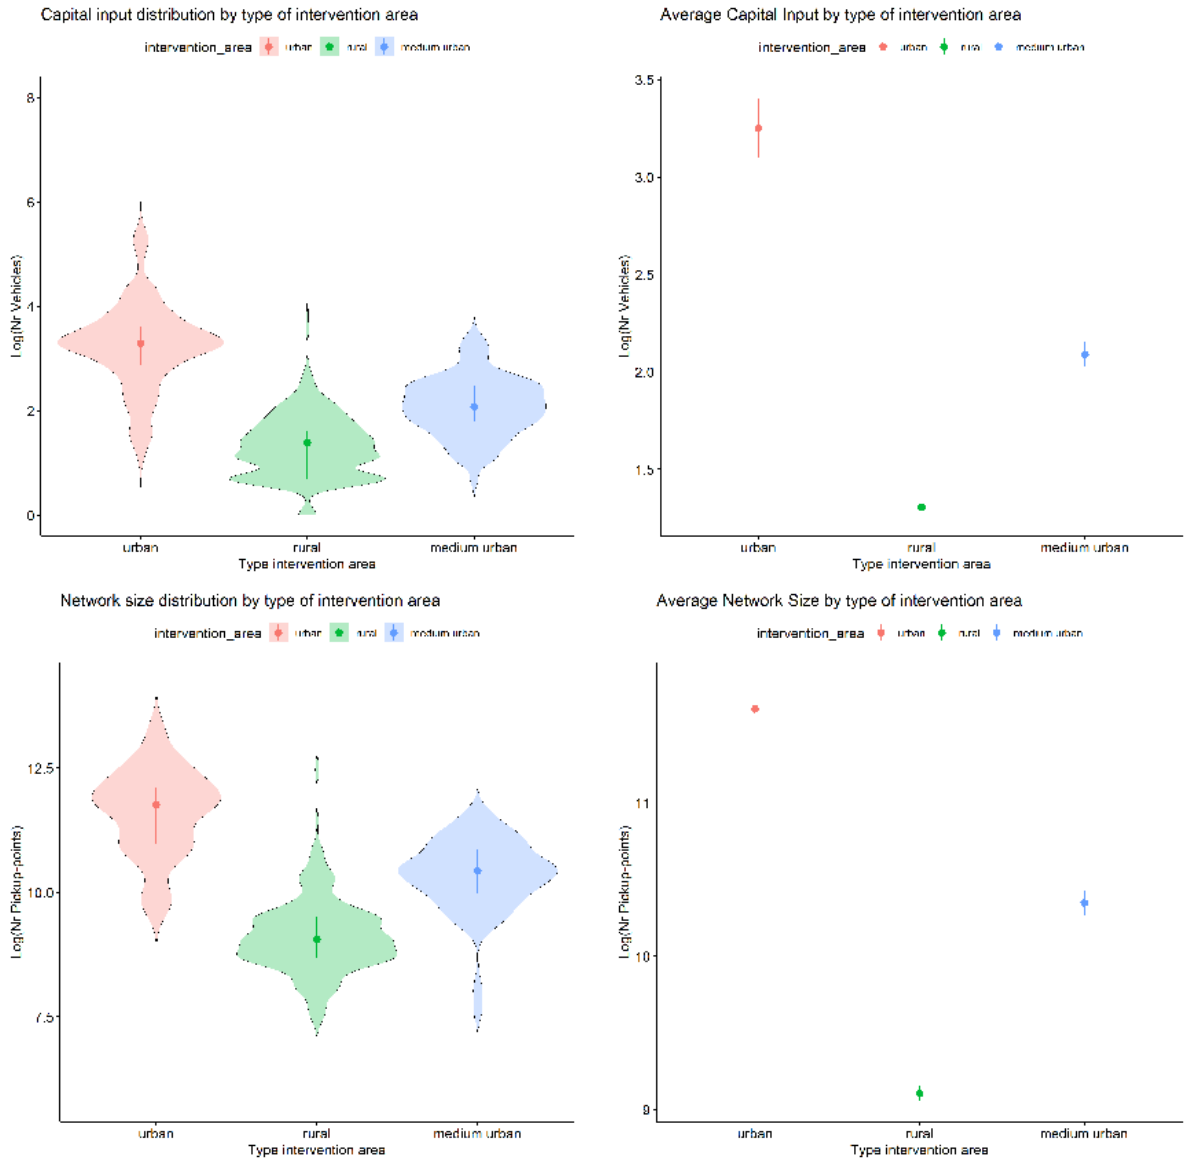 Capital input distribution by type of intervention area
intervention_area urban rural medium urban
8
6
4
2
0
Log(Nr Vehicles)
urban rural medium urban
Type intervention area
Average Capital Input by type of intervention area
intervention_area urban rural medium urban
3.5
3.0
2.5
2.0
1.5
Log(Nr Vehicles)
urban rural medium urban
Type intervention area
Network size distribution by type of intervention area
intervention_area urban rural medium urban
12.5
10.0
7.5
Log(Nr Pickup-points)
urban rural medium urban
Type intervention area
Average Network Size by type of intervention area
intervention_area urban rural medium urban
11
10
9
Log(Nr Pickup-points)
urban rural medium urban
Type intervention area